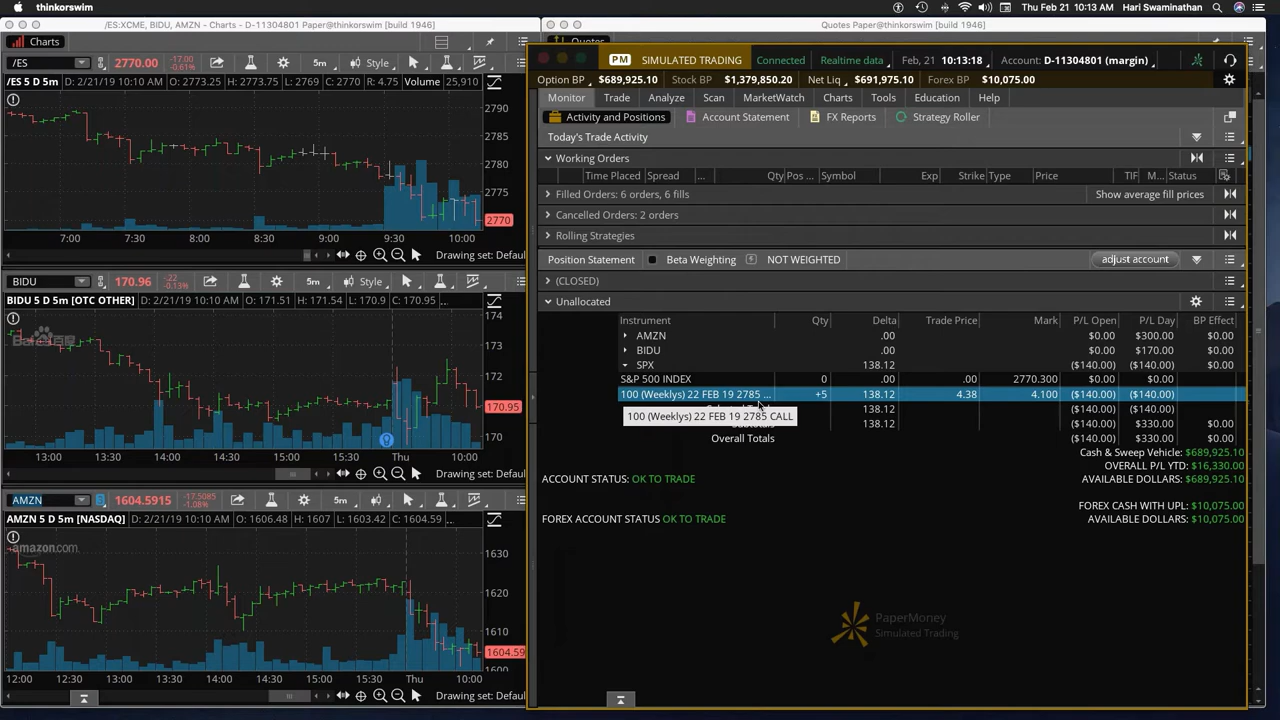 thinkorswim
Thu Feb 21 10:13 AM Hari Swaminathan
/ES:XCME, BIDU, AMZN - Charts - D-11304801 Paper@thinkorswim [build 1946]
Quotes Paper@thinkorswim [build 1946]
Charts
/ES 2770.00 -17.00 -0.61% 5m Style
/ES 5 D 5m D: 2/21/19 10:10 AM O: 2773.25 H: 2773.75 L: 2769 C: 2770 R: 4.75 Volume 25,910
2790
2780
2775
2770
7:00 7:30 8:00 8:30 9:00 9:30 10:00
Drawing set: Defau
BIDU 170.96 -.22 -0.13% 5m Style
BIDU 5 D 5m [OTC OTHER] D: 2/21/19 10:10 AM O: 171.51 H: 171.54 L: 170.9 C: 170.95
174
173
172
170.95
170
13:00 13:30 14:00 14:30 15:00 15:30 Thu 10:00
Drawing set: Defau
AMZN 1604.5915 -17.5085 -1.08% 5m
AMZN 5 D 5m [NASDAQ] D: 2/21/19 10:10 AM O: 1606.48 H: 1607 L: 1603.42 C: 1604.59 ...
amazon.com
1630
1620
1610
1604.59
1600
12:00 13:00 14:00 15:00 Thu 10:00
Drawing set: Defau
PM SIMULATED TRADING Connected Realtime data Feb, 21 10:13:18 Account: D-11304801 (margin)
Option BP $689,925.10 Stock BP $1,379,850.20 Net Liq $691,975.10 Forex BP $10,075.00
Monitor Trade Analyze Scan MarketWatch Charts Tools Education Help
Activity and Positions Account Statement FX Reports Strategy Roller
Today's Trade Activity
Working Orders
Time Placed Spread ... Qty Pos ... Symbol Exp Strike Type Price TIF M... Status
Filled Orders: 6 orders, 6 fills Show average fill prices
Cancelled Orders: 2 orders
Rolling Strategies
Position Statement Beta Weighting NOT WEIGHTED adjust account
(CLOSED)
Unallocated
Instrument Qty Delta Trade Price Mark P/L Open P/L Day BP Effect
AMZN .00 $0.00 $300.00 $0.00
BIDU .00 $0.00 $170.00 $0.00
SPX 138.12 ($140.00) ($140.00) $0.00
S&P 500 INDEX 0 .00 .00 2770.300 $0.00 $0.00
100 (Weeklys) 22 FEB 19 2785 ... +5 138.12 4.38 4.100 ($140.00) ($140.00)
100 (Weeklys) 22 FEB 19 2785 CALL 138.12 ($140.00) ($140.00)
Subtotals 138.12 ($140.00) $330.00 $0.00
Overall Totals ($140.00) $330.00 $0.00
Cash & Sweep Vehicle: $689,925.10
OVERALL P/L YTD: $16,330.00
ACCOUNT STATUS: OK TO TRADE AVAILABLE DOLLARS: $689,925.10
FOREX CASH WITH UPL: $10,075.00
FOREX ACCOUNT STATUS OK TO TRADE AVAILABLE DOLLARS: $10,075.00
PaperMoney
Simulated Trading